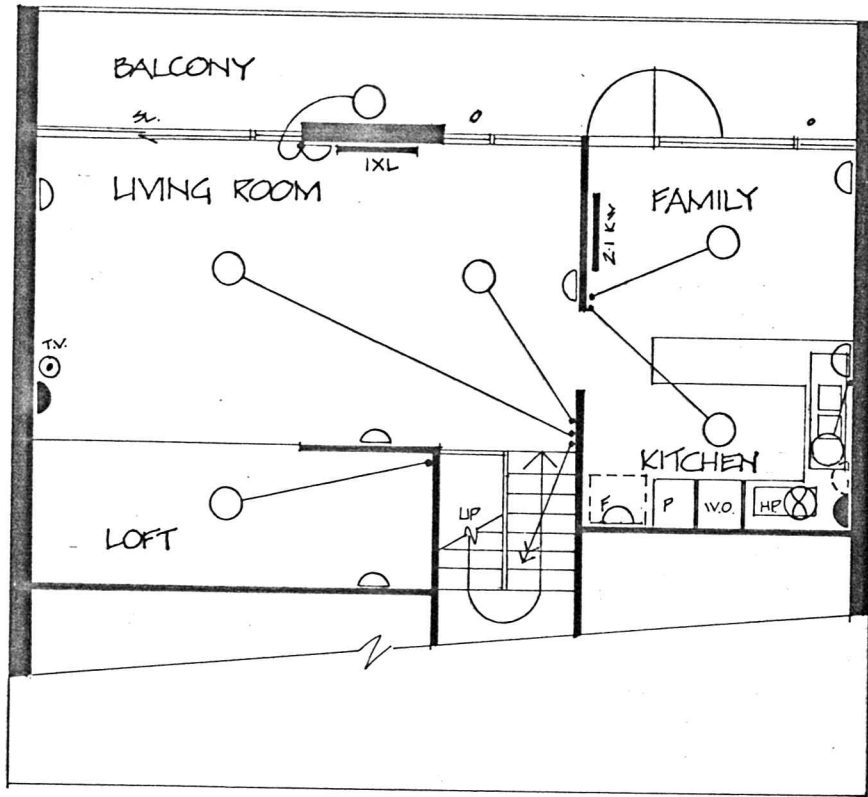 BALCONY
SL.
1XL
LIVING ROOM
FAMILY
2.1 KW
T.V.
KITCHEN
UP
F
P
W.O.
HP
LOFT